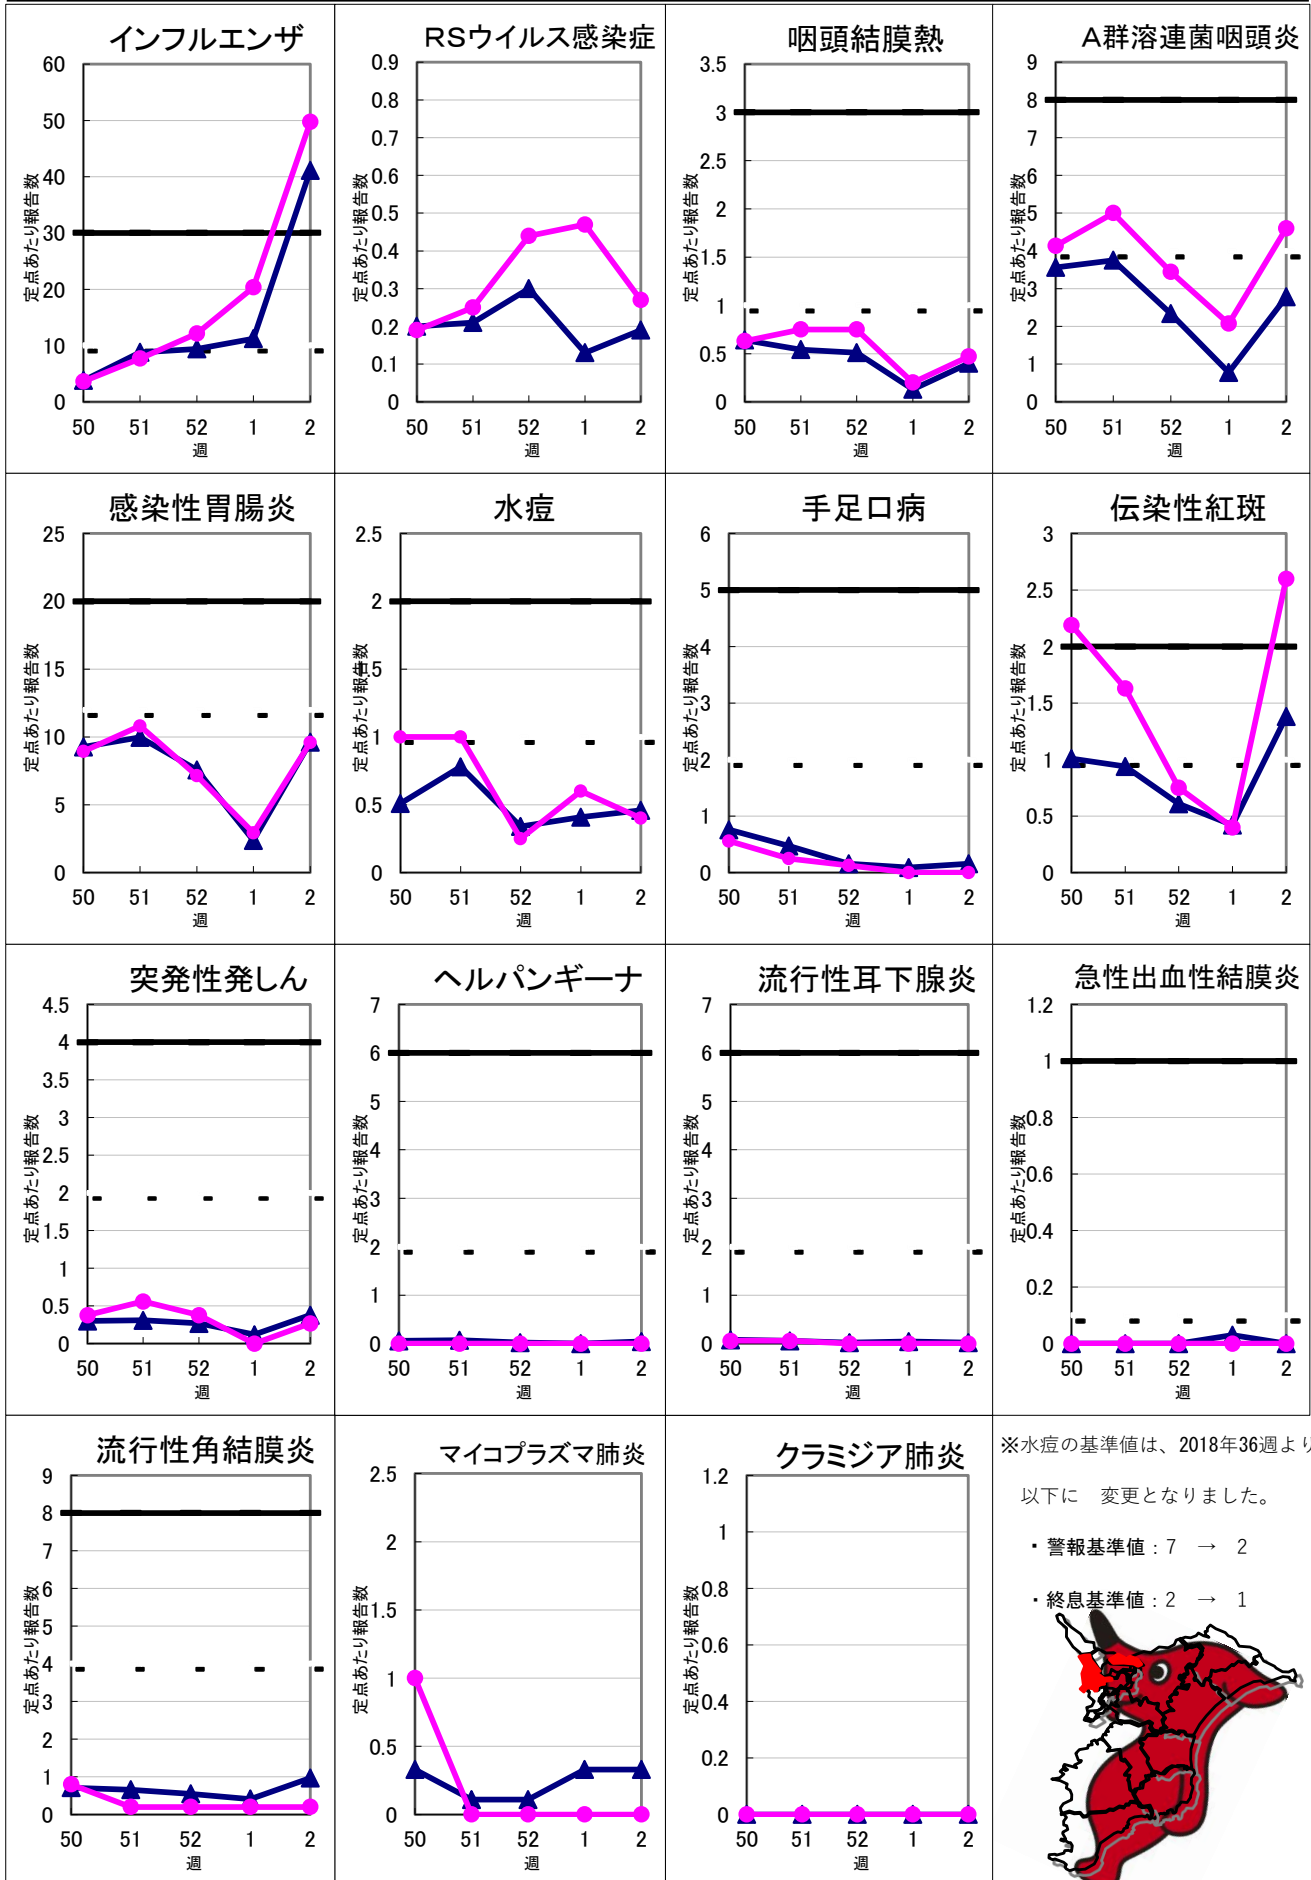 インフルエンザ
60
50
40
30
20
10
0
定点あたり報告数
50 51 52 1 2
週
RSウイルス感染症
0.9
0.8
0.7
0.6
0.5
0.4
0.3
0.2
0.1
0
定点あたり報告数
50 51 52 1 2
週
咽頭結膜熱
3.5
3
2.5
2
1.5
1
0.5
0
定点あたり報告数
50 51 52 1 2
週
A群溶連菌咽頭炎
9
8
7
6
5
4
3
2
1
0
定点あたり報告数
50 51 52 1 2
週
感染性胃腸炎
25
20
15
10
5
0
定点あたり報告数
50 51 52 1 2
週
水痘
2.5
2
1.5
1
0.5
0
定点あたり報告数
50 51 52 1 2
週
手足口病
6
5
4
3
2
1
0
定点あたり報告数
50 51 52 1 2
週
伝染性紅斑
3
2.5
2
1.5
1
0.5
0
定点あたり報告数
50 51 52 1 2
週
突発性発しん
4.5
4
3.5
3
2.5
2
1.5
1
0.5
0
定点あたり報告数
50 51 52 1 2
週
ヘルパンギーナ
7
6
5
4
3
2
1
0
定点あたり報告数
50 51 52 1 2
週
流行性耳下腺炎
7
6
5
4
3
2
1
0
定点あたり報告数
50 51 52 1 2
週
急性出血性結膜炎
1.2
1
0.8
0.6
0.4
0.2
0
定点あたり報告数
50 51 52 1 2
週
流行性角結膜炎
9
8
7
6
5
4
3
2
1
0
定点あたり報告数
50 51 52 1 2
週
マイコプラズマ肺炎
2.5
2
1.5
1
0.5
0
定点あたり報告数
50 51 52 1 2
週
クラミジア肺炎
1.2
1
0.8
0.6
0.4
0.2
0
定点あたり報告数
50 51 52 1 2
週
※水痘の基準値は、2018年36週より
以下に 変更となりました。
・警報基準値：7 → 2
・終息基準値：2 → 1